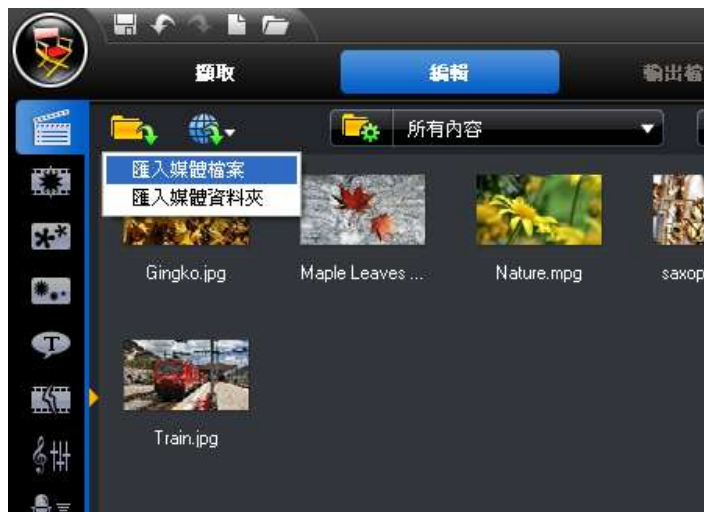 擷取
編輯
輸出檔
所有內容
匯入媒體檔案
匯入媒體資料夾
Gingko.jpg
Maple Leaves ...
Nature.mpg
saxop
Train.jpg
T